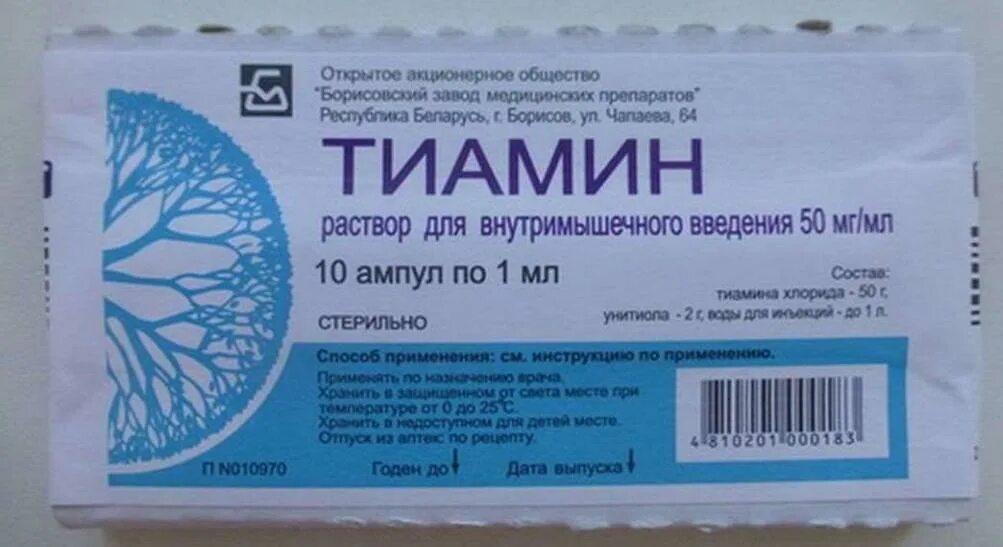 Открытое акционерное общество
"Борисовский завод медицинских препаратов"
Республика Беларусь, г. Борисов, ул. Чапаева, 64
ТИАМИН
раствор для внутримышечного введения 50 мг/мл
10 ампул по 1 мл
Состав:
тиамина хлорида - 50 г,
унитиола - 2 г, воды для инъекций - до 1 л.
СТЕРИЛЬНО
Способ применения: см. инструкцию по применению.
Применять по назначению врача.
Хранить в защищенном от света месте при
температуре от 0 до 25°С.
Хранить в недоступном для детей месте.
Отпуск из аптек: по рецепту.
4 810201 000183
П N010970 Годен до Дата выпуска